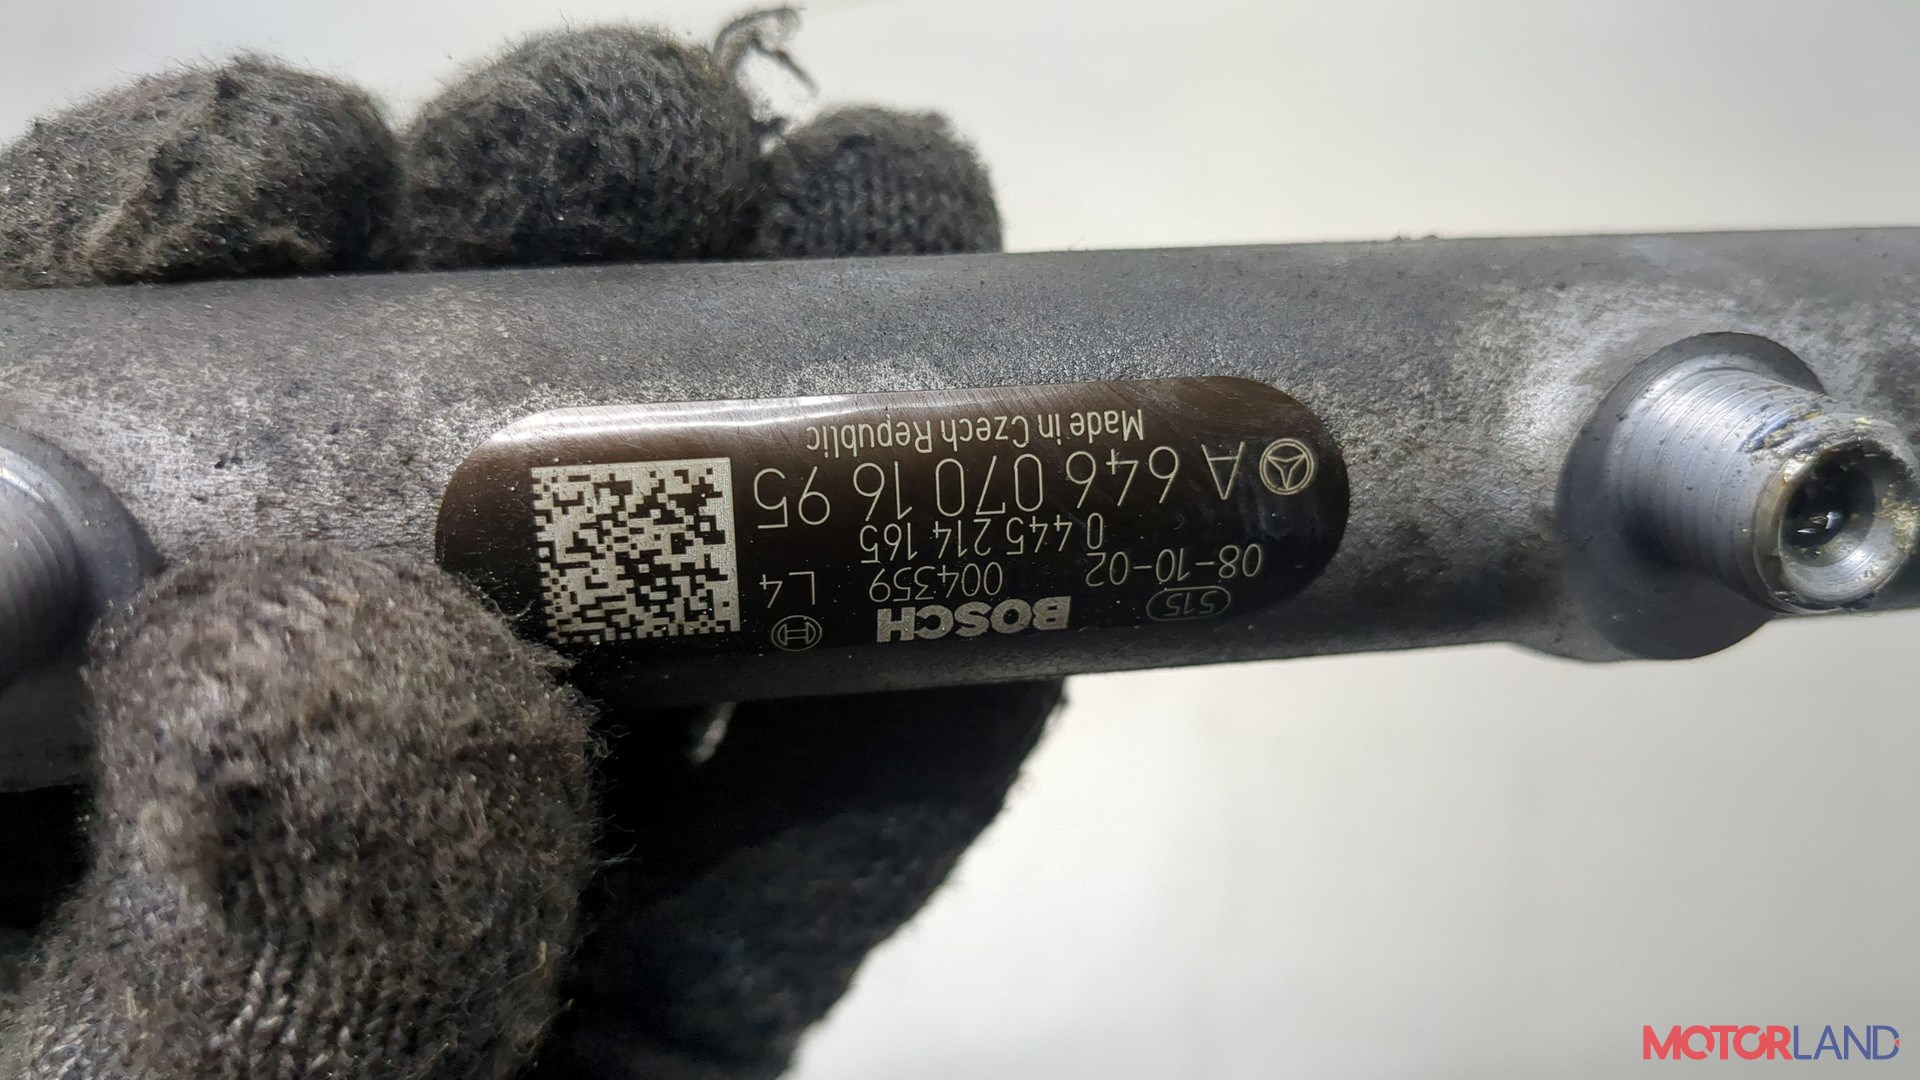 S15
BOSCH
08-10-02 004359 L4
0 445 214 165
A 646 070 16 95
Made in Czech Republic
MOTORLAND